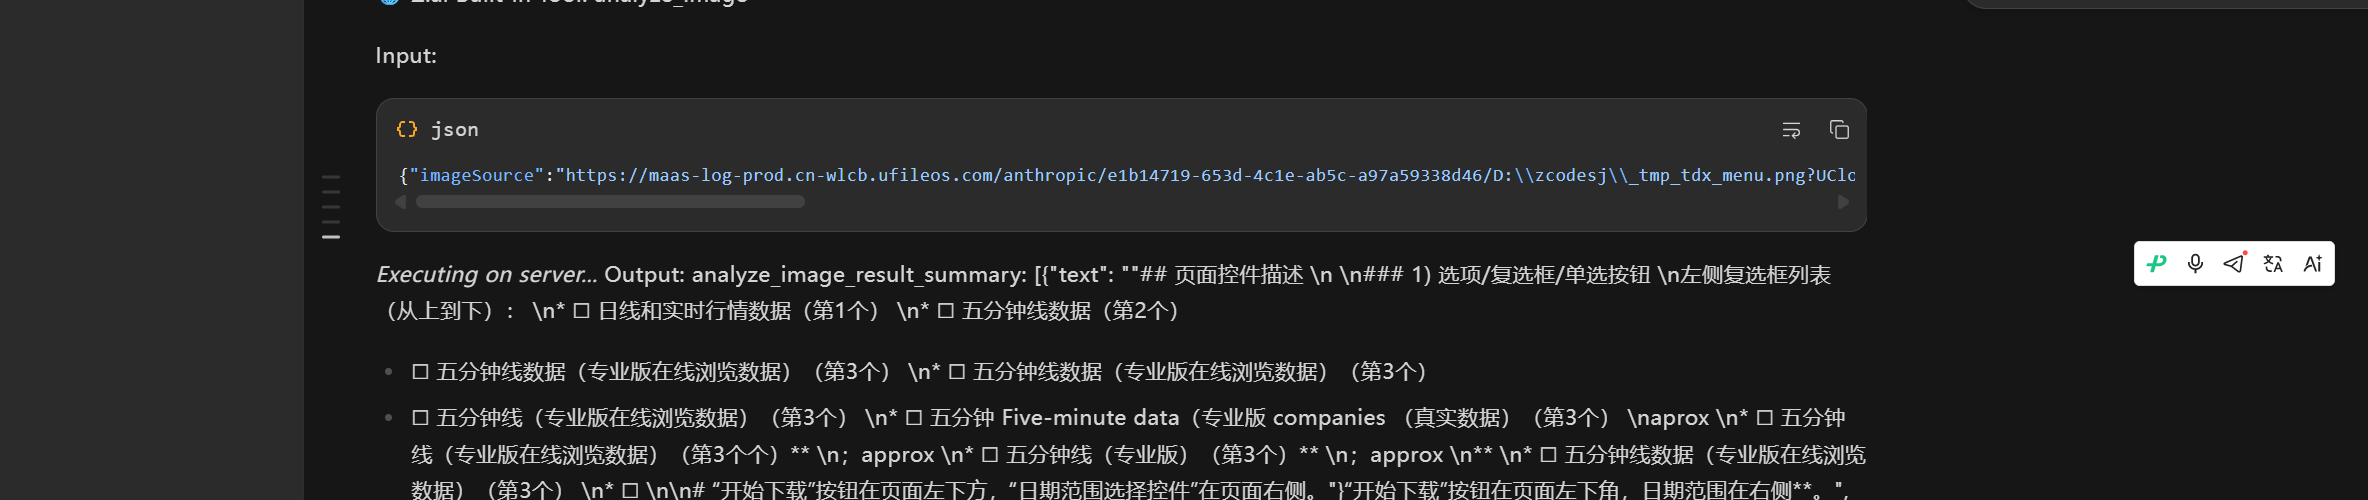 Z.ai Built-in Tool: analyze_image
Input:
json
{"imageSource":"https://maas-log-prod.cn-wlcb.ufileos.com/anthropic/e1b14719-653d-4c1e-ab5c-a97a59338d46/D:\\zcodesj\\_tmp_tdx_menu.png?UClo
Executing on server... Output: analyze_image_result_summary: [{"text": ""## 页面控件描述 \n \n### 1) 选项/复选框/单选按钮 \n左侧复选框列表
（从上到下）： \n* □ 日线和实时行情数据（第1个） \n* □ 五分钟线数据（第2个）
• □ 五分钟线数据（专业版在线浏览数据）（第3个） \n* □ 五分钟线数据（专业版在线浏览数据）（第3个）
• □ 五分钟线（专业版在线浏览数据）（第3个） \n* □ 五分钟 Five-minute data（专业版 companies （真实数据）（第3个） \naprox \n* □ 五分钟
线（专业版在线浏览数据）（第3个个）** \n；approx \n* □ 五分钟线（专业版）（第3个）** \n；approx \n** \n* □ 五分钟线数据（专业版在线浏览
数据）（第3个） \n* □ \n\n# “开始下载”按钮在页面左下方，“日期范围选择控件”在页面右侧。"}“开始下载”按钮在页面左下角，日期范围在右侧**。",